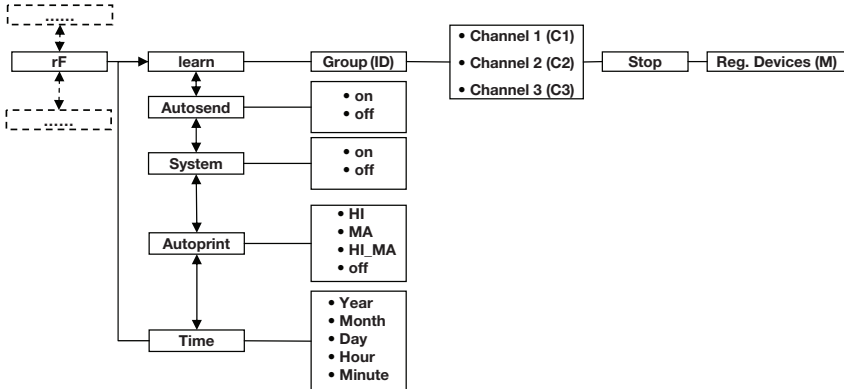 ......
rF
......
learn
Group (ID)
• Channel 1 (C1)
• Channel 2 (C2)
• Channel 3 (C3)
Stop
Reg. Devices (M)
Autosend
• on
• off
System
• on
• off
Autoprint
• HI
• MA
• HI_MA
• off
Time
• Year
• Month
• Day
• Hour
• Minute